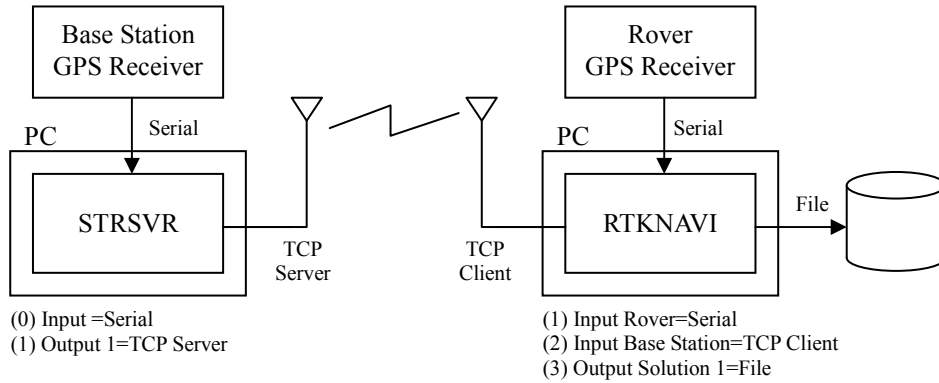 Base Station
GPS Receiver
Rover
GPS Receiver
Serial
Serial
PC
PC
STRSVR
RTKNAVI
File
TCP
Server
TCP
Client
(0) Input =Serial
(1) Output 1=TCP Server
(1) Input Rover=Serial
(2) Input Base Station=TCP Client
(3) Output Solution 1=File